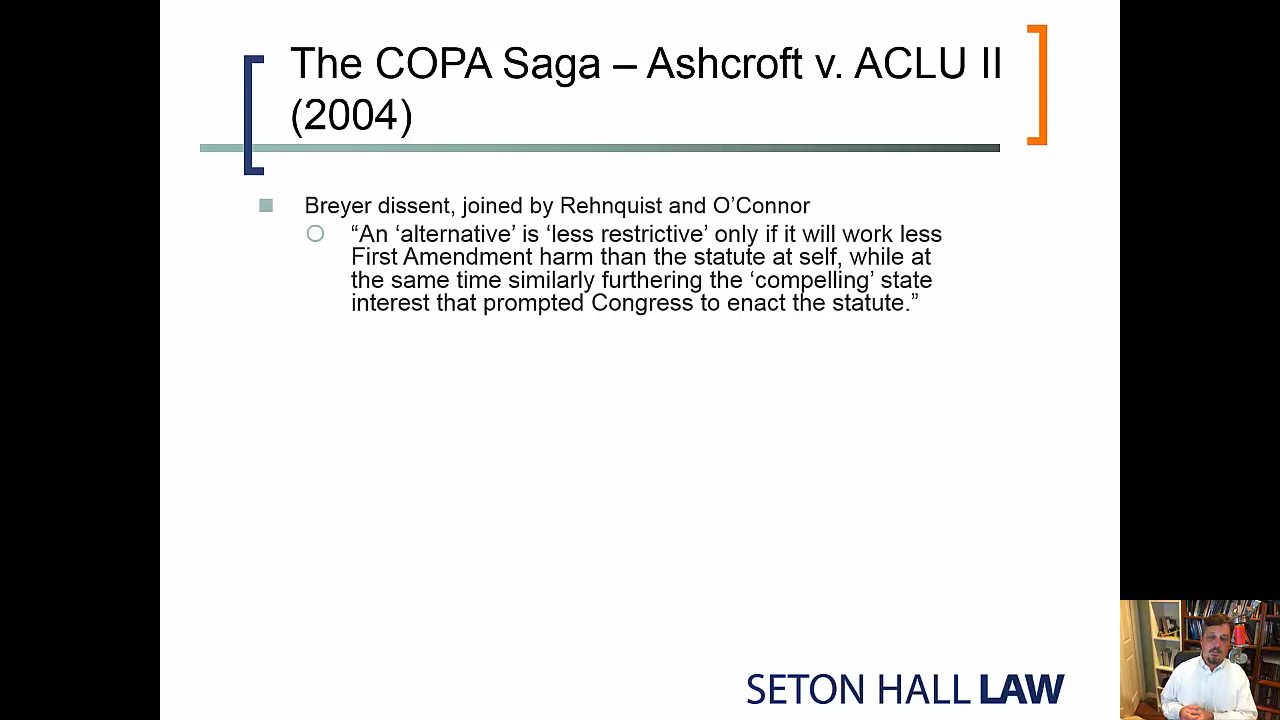 The COPA Saga – Ashcroft v. ACLU II
(2004)
Breyer dissent, joined by Rehnquist and O’Connor
“An ‘alternative’ is ‘less restrictive’ only if it will work less
First Amendment harm than the statute at self, while at
the same time similarly furthering the ‘compelling’ state
interest that prompted Congress to enact the statute.”
SETON HALL LAW